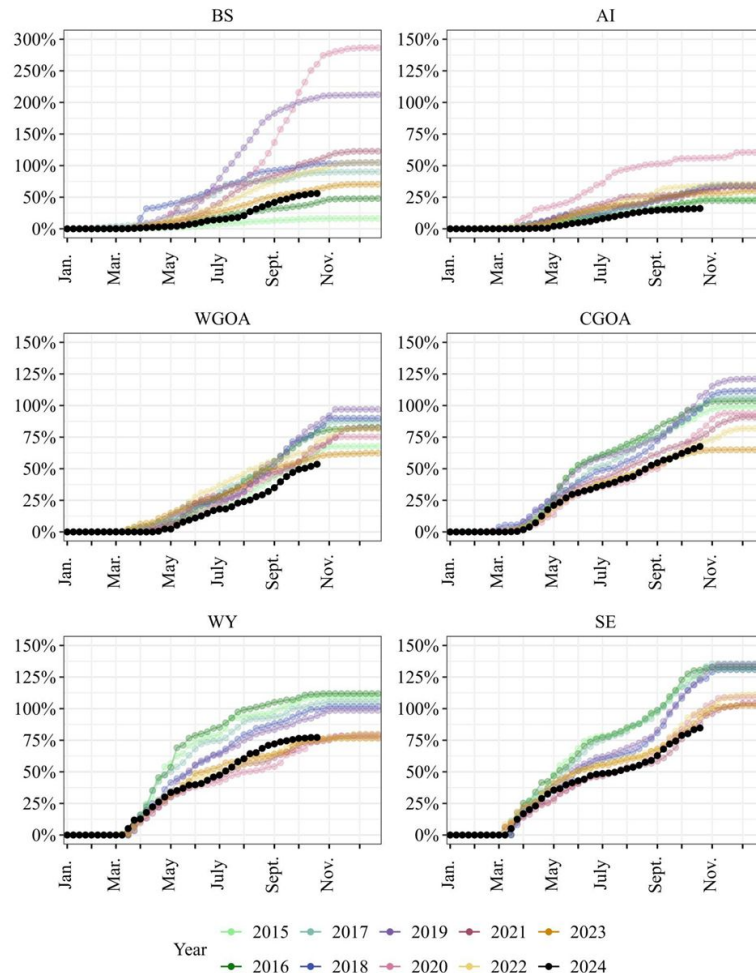 BS
AI
300%
250%
200%
150%
100%
50%
0%
150%
125%
100%
75%
50%
25%
0%
Jan.
Mar.
May
July
Sept.
Nov.
Jan.
Mar.
May
July
Sept.
Nov.
WGOA
CGOA
150%
125%
100%
75%
50%
25%
0%
150%
125%
100%
75%
50%
25%
0%
Jan.
Mar.
May
July
Sept.
Nov.
Jan.
Mar.
May
July
Sept.
Nov.
WY
SE
150%
125%
100%
75%
50%
25%
0%
150%
125%
100%
75%
50%
25%
0%
Jan.
Mar.
May
July
Sept.
Nov.
Jan.
Mar.
May
July
Sept.
Nov.
Year
2015 2017 2019 2021 2023
2016 2018 2020 2022 2024